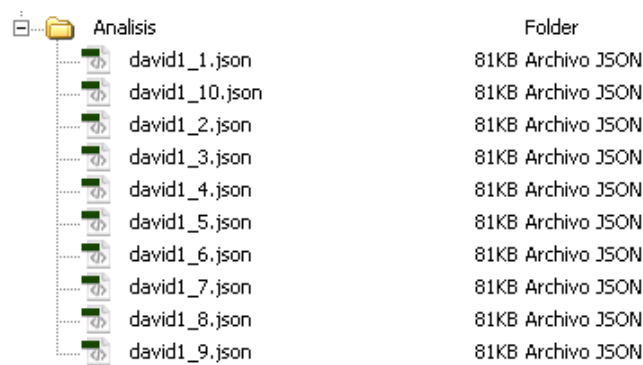 Analisis Folder
david1_1.json 81KB Archivo JSON
david1_10.json 81KB Archivo JSON
david1_2.json 81KB Archivo JSON
david1_3.json 81KB Archivo JSON
david1_4.json 81KB Archivo JSON
david1_5.json 81KB Archivo JSON
david1_6.json 81KB Archivo JSON
david1_7.json 81KB Archivo JSON
david1_8.json 81KB Archivo JSON
david1_9.json 81KB Archivo JSON